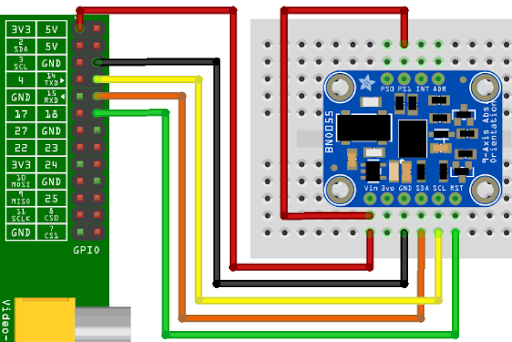 3V3 5V
2 SDA 5V
3 SCL GND
4 14 TXD
GND 15 RXD
17 18
27 GND
22 23
3V3 24
10 MOSI GND
9 MISO 25
11 SCLK 8 CS0
GND 7 CS1
GPIO
Video-
PS0 PS1 INT ADR
BNO055
9-Axis Abs
Orientation
Vin 3vo GND SDA SCL RST